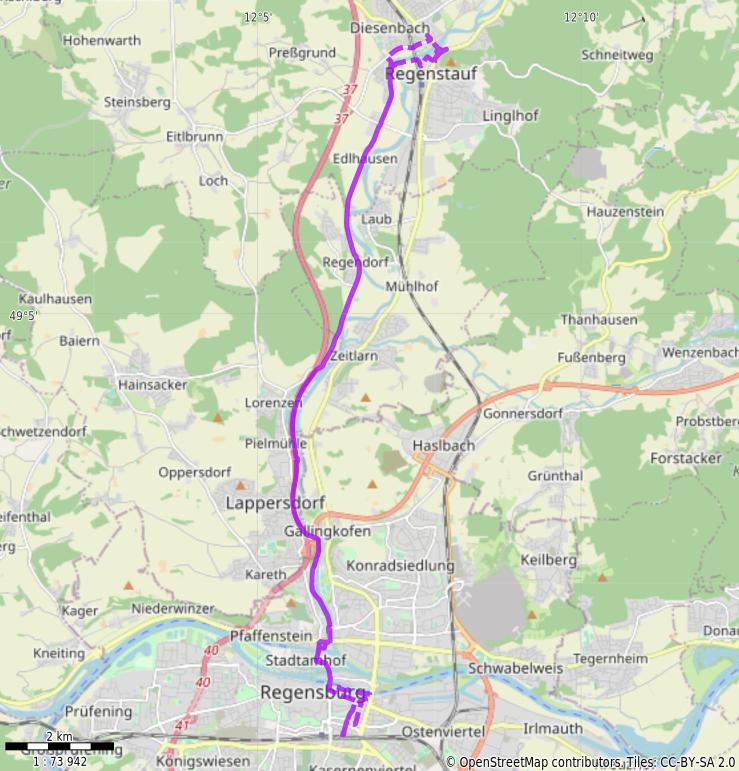 12°5'
12°10'
Diesenbach
Hohenwarth
Preßgrund
Schneitweg
Regenstauf
37
Steinsberg
37
Linglhof
Eitlbrunn
Edlhausen
Loch
Laub
Hauzenstein
Regendorf
Mühlhof
Kaulhausen
49°5'
Thanhausen
Baiern
Zeitlarn
Fußenberg
Wenzenbach
Hainsacker
Lorenzen
Gonnersdorf
Schwetzendorf
Probstberg
Pielmühle
Haslbach
Forstacker
Oppersdorf
Grünthal
Lappersdorf
eifenthal
Gallingkofen
Keilberg
Konradsiedlung
Kareth
Kager
Niederwinzer
Pfaffenstein
Donau
40
Kneiting
Stadtamhof
Tegernheim
Schwabelweis
40
Regensburg
Prüfening
41
Ostenviertel
Irlmauth
2 km
Großprüfening
1 : 73 942
Königswiesen
Kasernenviertel
© OpenStreetMap contributors, Tiles: CC-BY-SA 2.0